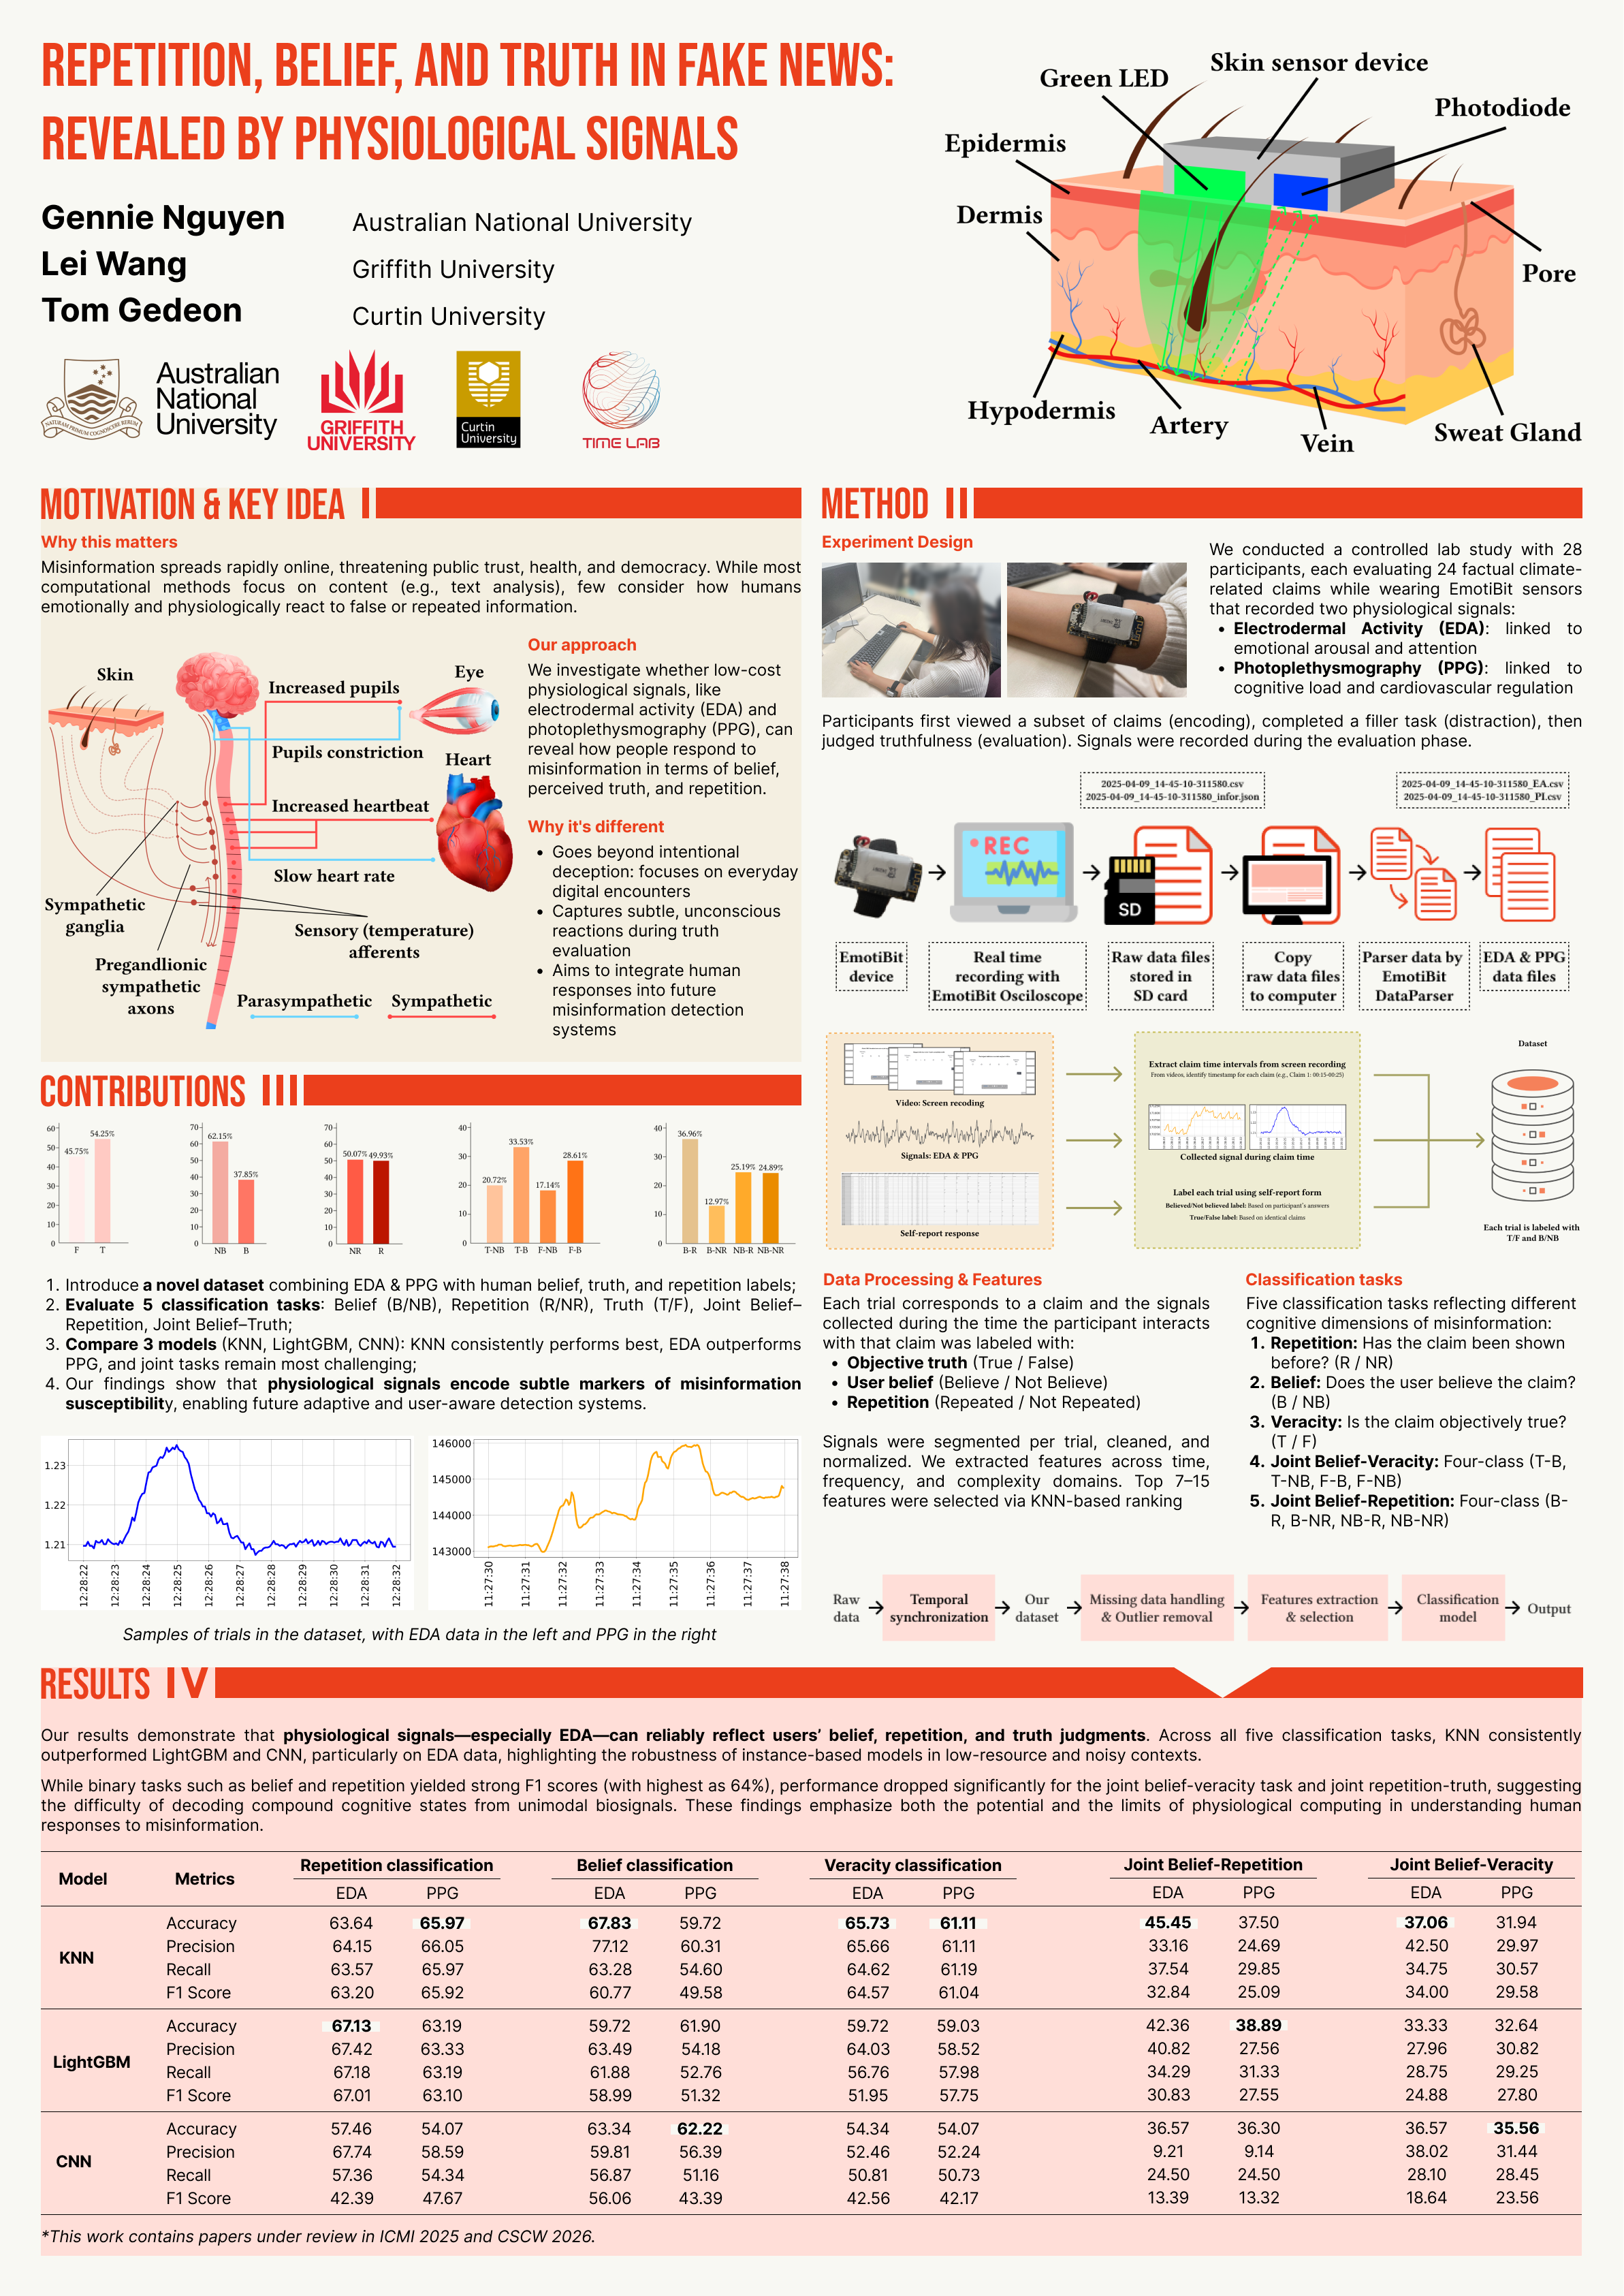 REPETITION, BELIEF, AND TRUTH IN FAKE NEWS:
REVEALED BY PHYSIOLOGICAL SIGNALS
Gennie Nguyen
Australian National University
Lei Wang
Griffith University
Tom Gedeon
Curtin University
NATURAM PRIMUM COGNOSCERE RERUM
Australian
National
University
GRIFFITH
UNIVERSITY
Curtin
University
TIME LAB
Green LED
Skin sensor device
Photodiode
Epidermis
Dermis
Pore
Hypodermis
Artery
Vein
Sweat Gland
MOTIVATION & KEY IDEA I
Why this matters
Misinformation spreads rapidly online, threatening public trust, health, and democracy. While most
computational methods focus on content (e.g., text analysis), few consider how humans
emotionally and physiologically react to false or repeated information.
Skin
Increased pupils
Eye
Pupils constriction
Heart
Increased heartbeat
Slow heart rate
Sympathetic
ganglia
Sensory (temperature)
afferents
Pregandlionic
sympathetic
axons
Parasympathetic
Sympathetic
Our approach
We investigate whether low-cost
physiological signals, like
electrodermal activity (EDA) and
photoplethysmography (PPG), can
reveal how people respond to
misinformation in terms of belief,
perceived truth, and repetition.
Why it's different
• Goes beyond intentional
deception: focuses on everyday
digital encounters
• Captures subtle, unconscious
reactions during truth
evaluation
• Aims to integrate human
responses into future
misinformation detection
systems
METHOD II
Experiment Design
We conducted a controlled lab study with 28
participants, each evaluating 24 factual climate-
related claims while wearing EmotiBit sensors
that recorded two physiological signals:
• Electrodermal Activity (EDA): linked to
emotional arousal and attention
• Photoplethysmography (PPG): linked to
cognitive load and cardiovascular regulation
Participants first viewed a subset of claims (encoding), completed a filler task (distraction), then
judged truthfulness (evaluation). Signals were recorded during the evaluation phase.
2025-04-09_14-45-10-311580.csv
2025-04-09_14-45-10-311580_infor.json
2025-04-09_14-45-10-311580_EA.csv
2025-04-09_14-45-10-311580_PI.csv
REC
SD
EmotiBit
device
Real time
recording with
EmotiBit Osciloscope
Raw data files
stored in
SD card
Copy
raw data files
to computer
Parser data by
EmotiBit
DataParser
EDA & PPG
data files
Video: Screen recoding
Signals: EDA & PPG
Self-report response
Extract claim time intervals from screen recording
From videos, identify timestamp for each claim (e.g., Claim 1: 00:15-00:25)
Collected signal during claim time
Label each trial using self-report form
Believed/Not believed label: Based on participant's answers
True/False label: Based on identical claims
Dataset
Each trial is labeled with
T/F and B/NB
CONTRIBUTIONS III
60
50
40
30
20
10
0
45.75%
54.25%
F T
70
60
50
40
30
20
10
0
62.15%
37.85%
NB B
70
60
50
40
30
20
10
0
50.07% 49.93%
NR R
40
30
20
10
0
20.72%
33.53%
17.14%
28.61%
T-NB T-B F-NB F-B
40
30
20
10
0
36.96%
12.97%
25.19% 24.89%
B-R B-NR NB-R NB-NR
1. Introduce a novel dataset combining EDA & PPG with human belief, truth, and repetition labels;
2. Evaluate 5 classification tasks: Belief (B/NB), Repetition (R/NR), Truth (T/F), Joint Belief–
Repetition, Joint Belief–Truth;
3. Compare 3 models (KNN, LightGBM, CNN): KNN consistently performs best, EDA outperforms
PPG, and joint tasks remain most challenging;
4. Our findings show that physiological signals encode subtle markers of misinformation
susceptibility, enabling future adaptive and user-aware detection systems.
1.23
1.22
1.21
12:28:22 12:28:23 12:28:24 12:28:25 12:28:26 12:28:27 12:28:28 12:28:29 12:28:30 12:28:31 12:28:32
146000
145000
144000
143000
11:27:30 11:27:31 11:27:32 11:27:33 11:27:34 11:27:35 11:27:36 11:27:37 11:27:38
Samples of trials in the dataset, with EDA data in the left and PPG in the right
Data Processing & Features
Each trial corresponds to a claim and the signals
collected during the time the participant interacts
with that claim was labeled with:
• Objective truth (True / False)
• User belief (Believe / Not Believe)
• Repetition (Repeated / Not Repeated)
Signals were segmented per trial, cleaned, and
normalized. We extracted features across time,
frequency, and complexity domains. Top 7–15
features were selected via KNN-based ranking
Classification tasks
Five classification tasks reflecting different
cognitive dimensions of misinformation:
1. Repetition: Has the claim been shown
before? (R / NR)
2. Belief: Does the user believe the claim?
(B / NB)
3. Veracity: Is the claim objectively true?
(T / F)
4. Joint Belief-Veracity: Four-class (T-B,
T-NB, F-B, F-NB)
5. Joint Belief-Repetition: Four-class (B-
R, B-NR, NB-R, NB-NR)
Raw
data
Temporal
synchronization
Our
dataset
Missing data handling
& Outlier removal
Features extraction
& selection
Classification
model
Output
RESULTS IV
Our results demonstrate that physiological signals—especially EDA—can reliably reflect users’ belief, repetition, and truth judgments. Across all five classification tasks, KNN consistently
outperformed LightGBM and CNN, particularly on EDA data, highlighting the robustness of instance-based models in low-resource and noisy contexts.
While binary tasks such as belief and repetition yielded strong F1 scores (with highest as 64%), performance dropped significantly for the joint belief-veracity task and joint repetition-truth, suggesting
the difficulty of decoding compound cognitive states from unimodal biosignals. These findings emphasize both the potential and the limits of physiological computing in understanding human
responses to misinformation.
Model Metrics Repetition classification Belief classification Veracity classification Joint Belief-Repetition Joint Belief-Veracity
EDA PPG EDA PPG EDA PPG EDA PPG EDA PPG
KNN
Accuracy 63.64 65.97 67.83 59.72 65.73 61.11 45.45 37.50 37.06 31.94
Precision 64.15 66.05 77.12 60.31 65.66 61.11 33.16 24.69 42.50 29.97
Recall 63.57 65.97 63.28 54.60 64.62 61.19 37.54 29.85 34.75 30.57
F1 Score 63.20 65.92 60.77 49.58 64.57 61.04 32.84 25.09 34.00 29.58
LightGBM
Accuracy 67.13 63.19 59.72 61.90 59.72 59.03 42.36 38.89 33.33 32.64
Precision 67.42 63.33 63.49 54.18 64.03 58.52 40.82 27.56 27.96 30.82
Recall 67.18 63.19 61.88 52.76 56.76 57.98 34.29 31.33 28.75 29.25
F1 Score 67.01 63.10 58.99 51.32 51.95 57.75 30.83 27.55 24.88 27.80
CNN
Accuracy 57.46 54.07 63.34 62.22 54.34 54.07 36.57 36.30 36.57 35.56
Precision 67.74 58.59 59.81 56.39 52.46 52.24 9.21 9.14 38.02 31.44
Recall 57.36 54.34 56.87 51.16 50.81 50.73 24.50 24.50 28.10 28.45
F1 Score 42.39 47.67 56.06 43.39 42.56 42.17 13.39 13.32 18.64 23.56
*This work contains papers under review in ICMI 2025 and CSCW 2026.